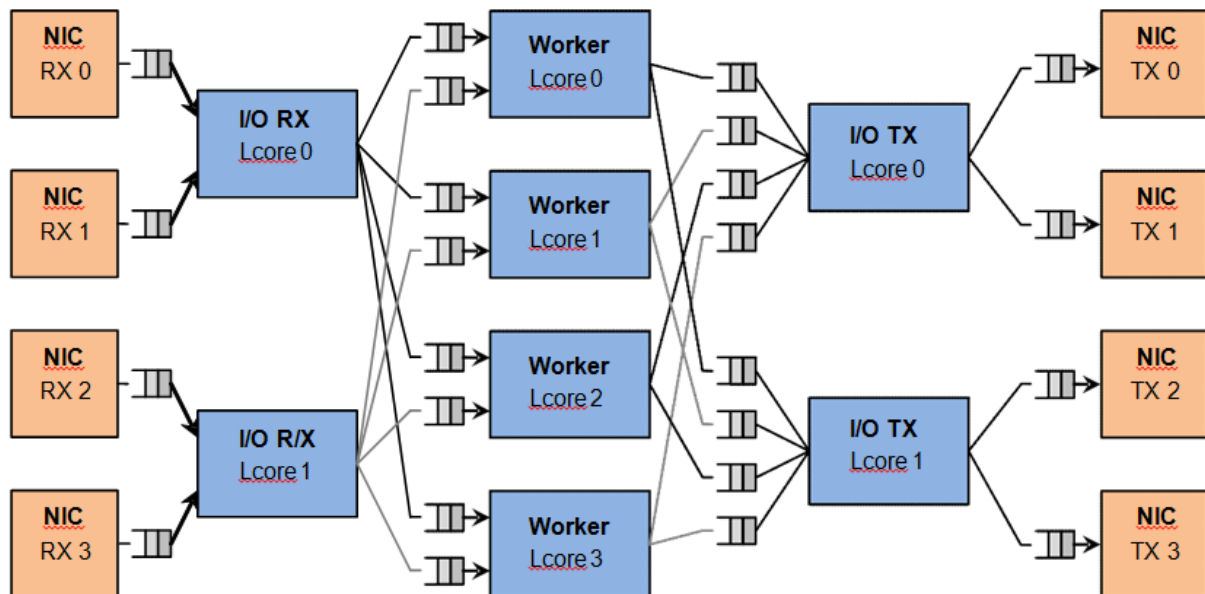 NIC
RX 0
NIC
RX 1
NIC
RX 2
NIC
RX 3
I/O RX
Lcore 0
I/O R/X
Lcore 1
Worker
Lcore 0
Worker
Lcore 1
Worker
Lcore 2
Worker
Lcore 3
I/O TX
Lcore 0
I/O TX
Lcore 1
NIC
TX 0
NIC
TX 1
NIC
TX 2
NIC
TX 3